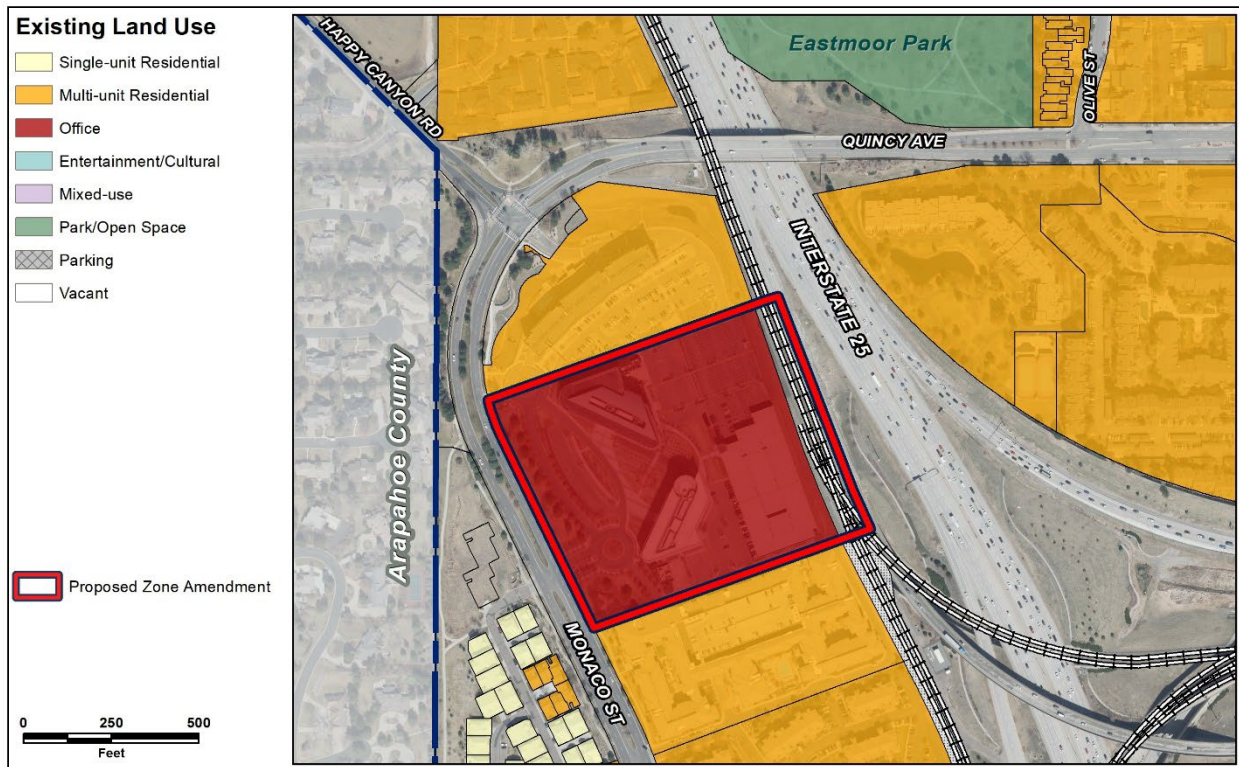 Existing Land Use
Single-unit Residential
Multi-unit Residential
Office
Entertainment/Cultural
Mixed-use
Park/Open Space
Parking
Vacant
Proposed Zone Amendment
0 250 500
Feet
HAPPY CANYON RD
Eastmoor Park
OLIVE ST
QUINCY AVE
INTERSTATE 25
Arapahoe County
MONACO ST